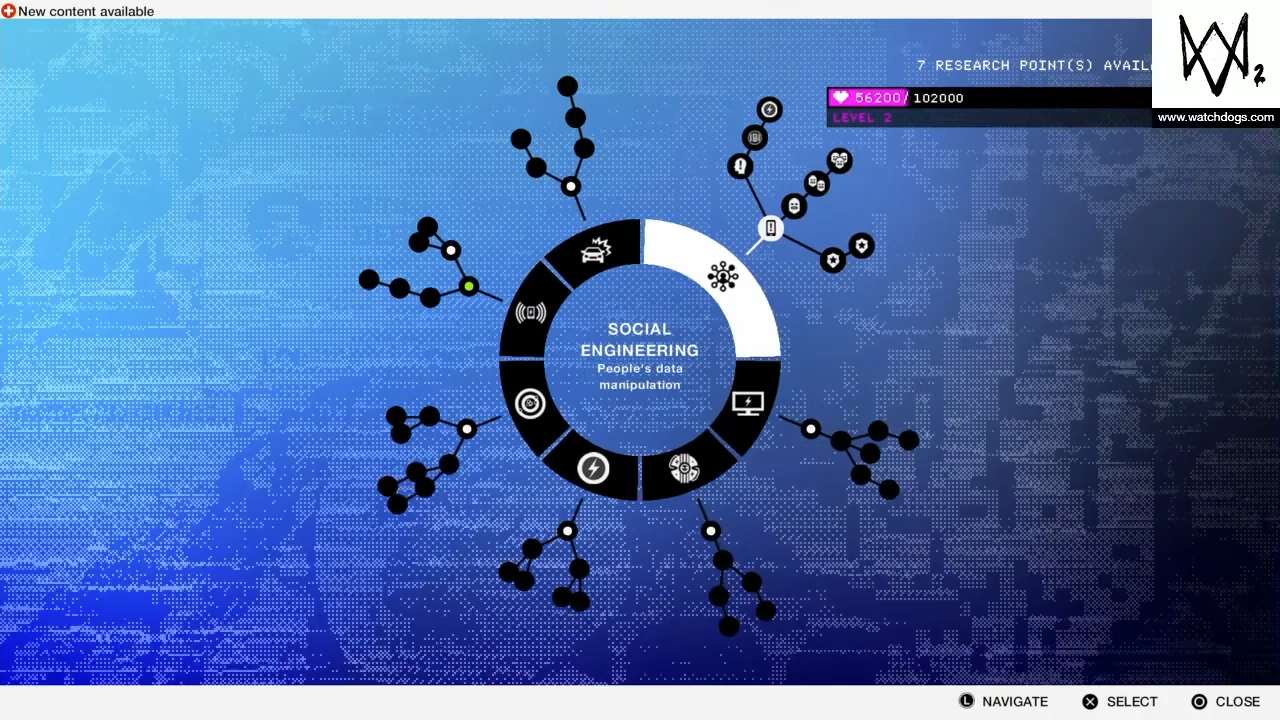 New content available
7 RESEARCH POINT(S) AVAIL
56200/102000
LEVEL 2
2
www.watchdogs.com
SOCIAL
ENGINEERING
People's data
manipulation
NAVIGATE
SELECT
CLOSE